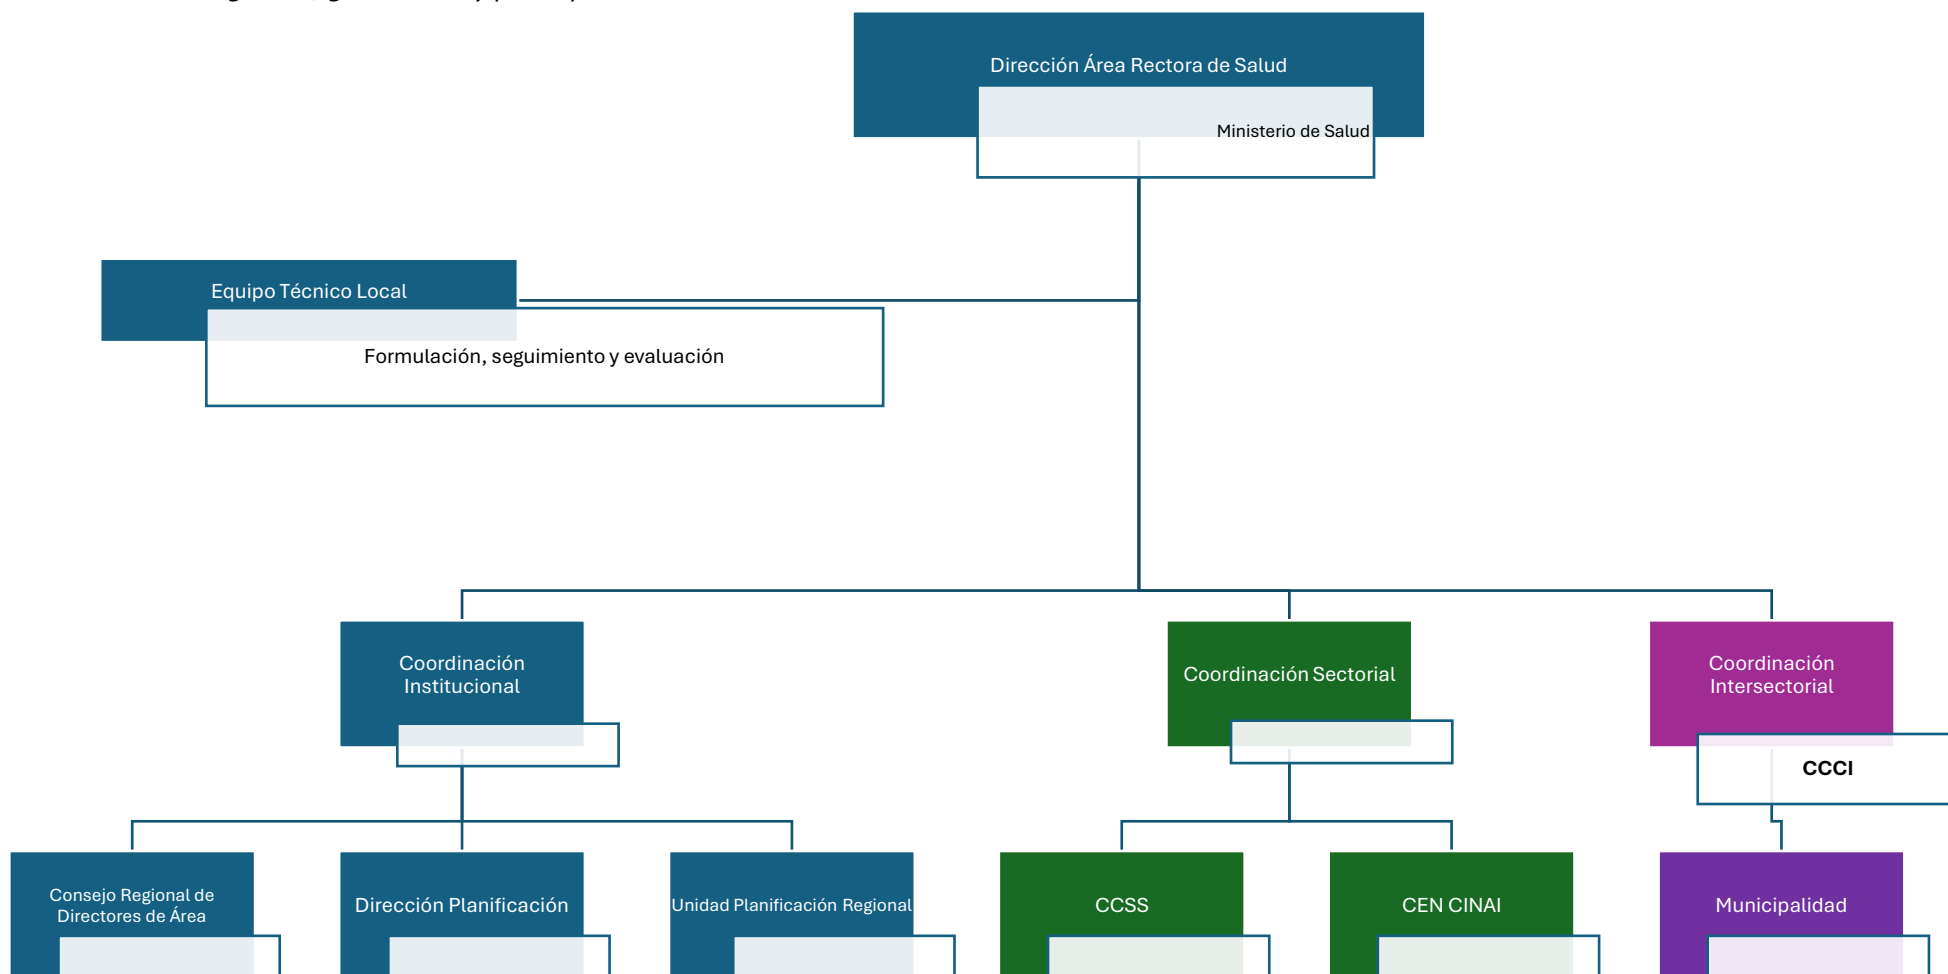 Dirección Área Rectora de Salud
Ministerio de Salud
Equipo Técnico Local
Formulación, seguimiento y evaluación
Coordinación
Institucional
Coordinación Sectorial
Coordinación
Intersectorial
CCCI
Consejo Regional de
Directores de Área
Dirección Planificación
Unidad Planificación Regional
CCSS
CEN CINAI
Municipalidad